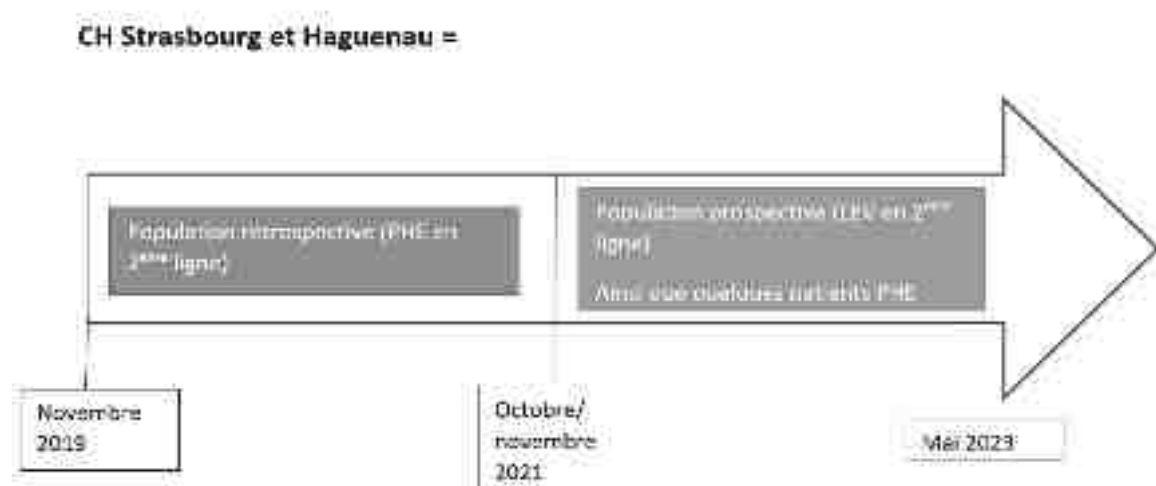 CH Strasbourg et Haguenau =
Population rétrospective (PHE en
2ème ligne)
Population prospective (LEV en 2ème
ligne)
Ainsi que quelques patients PHE
Novembre
2019
Octobre/
novembre
2021
Mai 2023